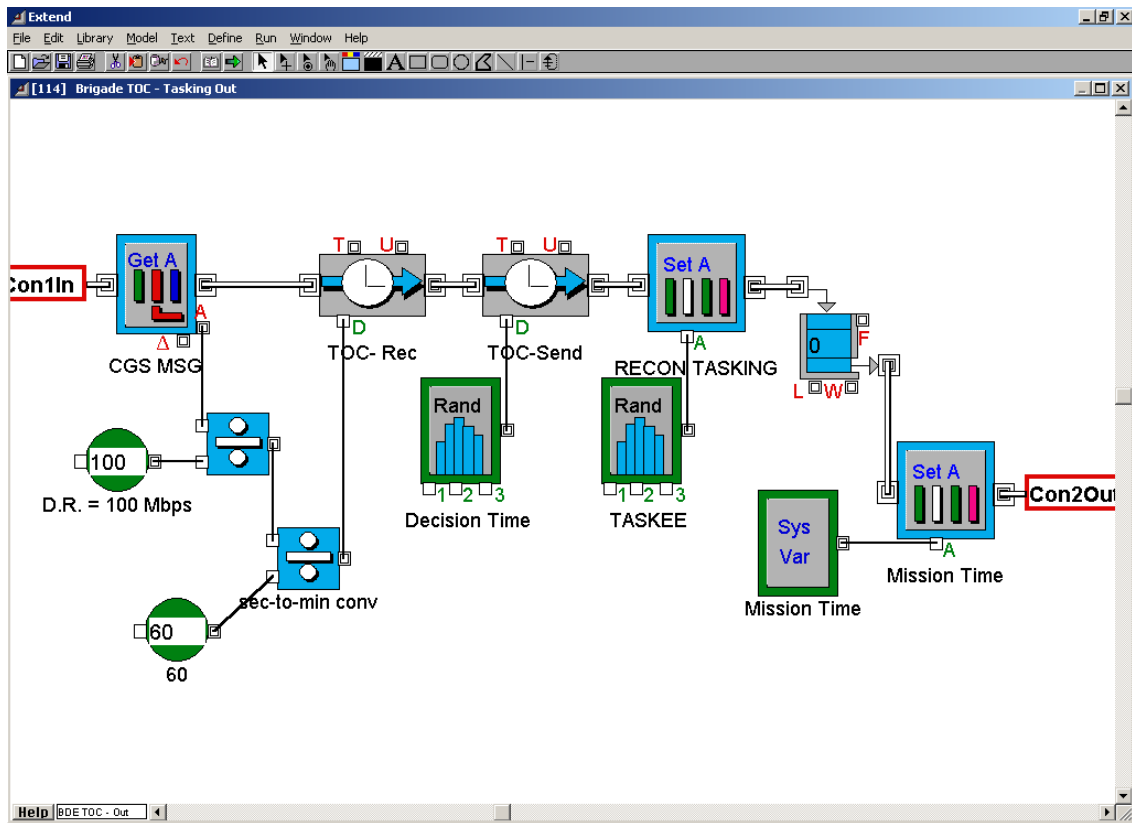 Extend
File Edit Library Model Text Define Run Window Help
[114] Brigade TOC - Tasking Out
Con1In
Get A
A
Δ
CGS MSG
T U
D
TOC- Rec
T U
D
TOC-Send
Set A
A
RECON TASKING
0
F
L W
100
D.R. = 100 Mbps
Rand
1 2 3
Decision Time
Rand
1 2 3
TASKEE
Set A
A
Mission Time
Con2Out
Sys
Var
Mission Time
sec-to-min conv
60
60
Help BDE TOC - Out